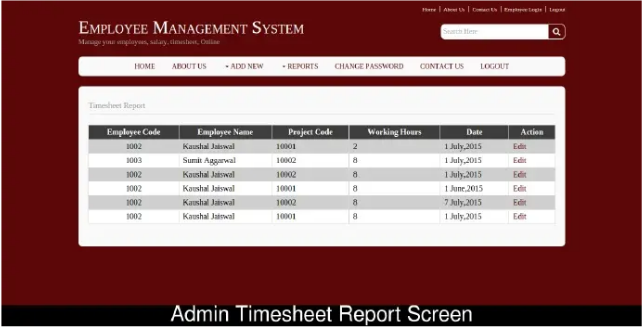 Home | About Us | Contact Us | Employee Login | Logout
EMPLOYEE MANAGEMENT SYSTEM
Manage your employees, salary, timesheet, Online
Search Here
HOME ABOUT US + ADD NEW + REPORTS CHANGE PASSWORD CONTACT US LOGOUT
Timesheet Report
Employee Code Employee Name Project Code Working Hours Date Action
1002 Kaushal Jaiswal 10001 2 1 July,2015 Edit
1003 Sumit Aggarwal 10002 8 1 July,2015 Edit
1002 Kaushal Jaiswal 10002 8 1 July,2015 Edit
1002 Kaushal Jaiswal 10001 8 1 June,2015 Edit
1002 Kaushal Jaiswal 10002 8 7 July,2015 Edit
1002 Kaushal Jaiswal 10001 8 1 July,2015 Edit
Admin Timesheet Report Screen